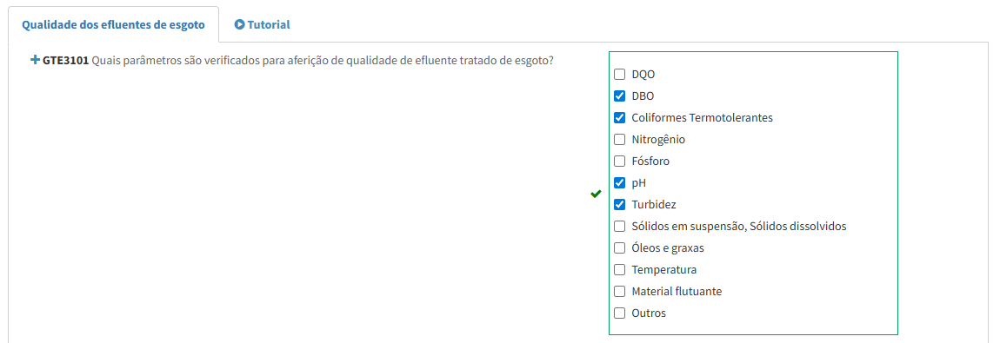 Qualidade dos efluentes de esgoto
Tutorial
GTE3101 Quais parâmetros são verificados para aferição de qualidade de efluente tratado de esgoto?
DQO
DBO
Coliformes Termotolerantes
Nitrogênio
Fósforo
pH
Turbidez
Sólidos em suspensão, Sólidos dissolvidos
Óleos e graxas
Temperatura
Material flutuante
Outros